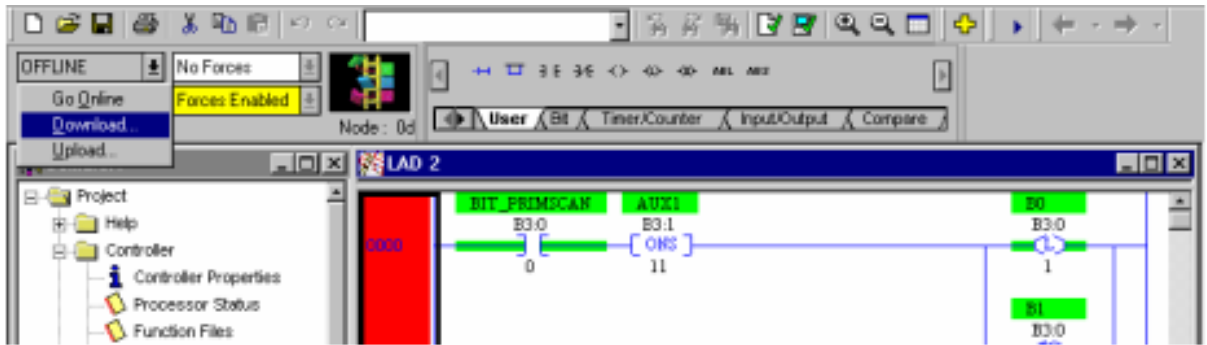 OFFLINE
No Forces
Go Online
Forces Enabled
Download...
Node : 0d
Upload...
ABL ABS
User Bit Timer/Counter Input/Output Compare
LAD 2
Project
Help
Controller
Controller Properties
Processor Status
Function Files
0000
BIT_PRIMSCAN AUX1 B0
B3:0 B3:1 B3:0
ONS L
0 11 1
B1
B3:0